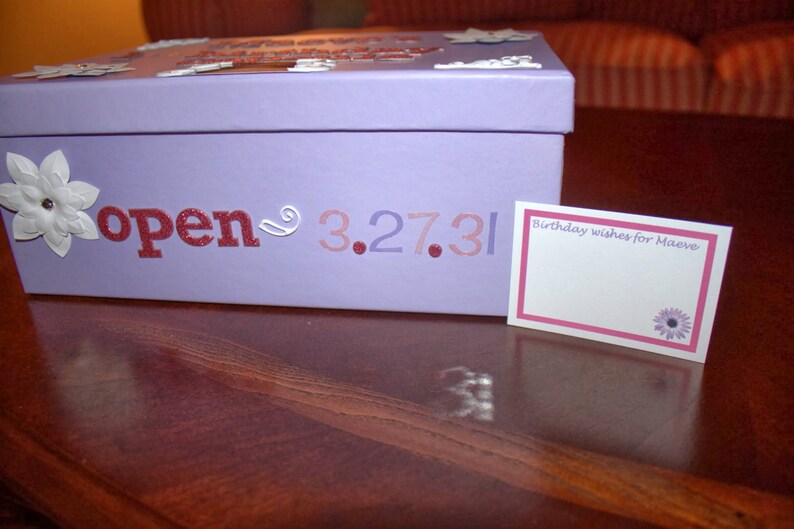 open 3.27.31
Birthday wishes for Maeve